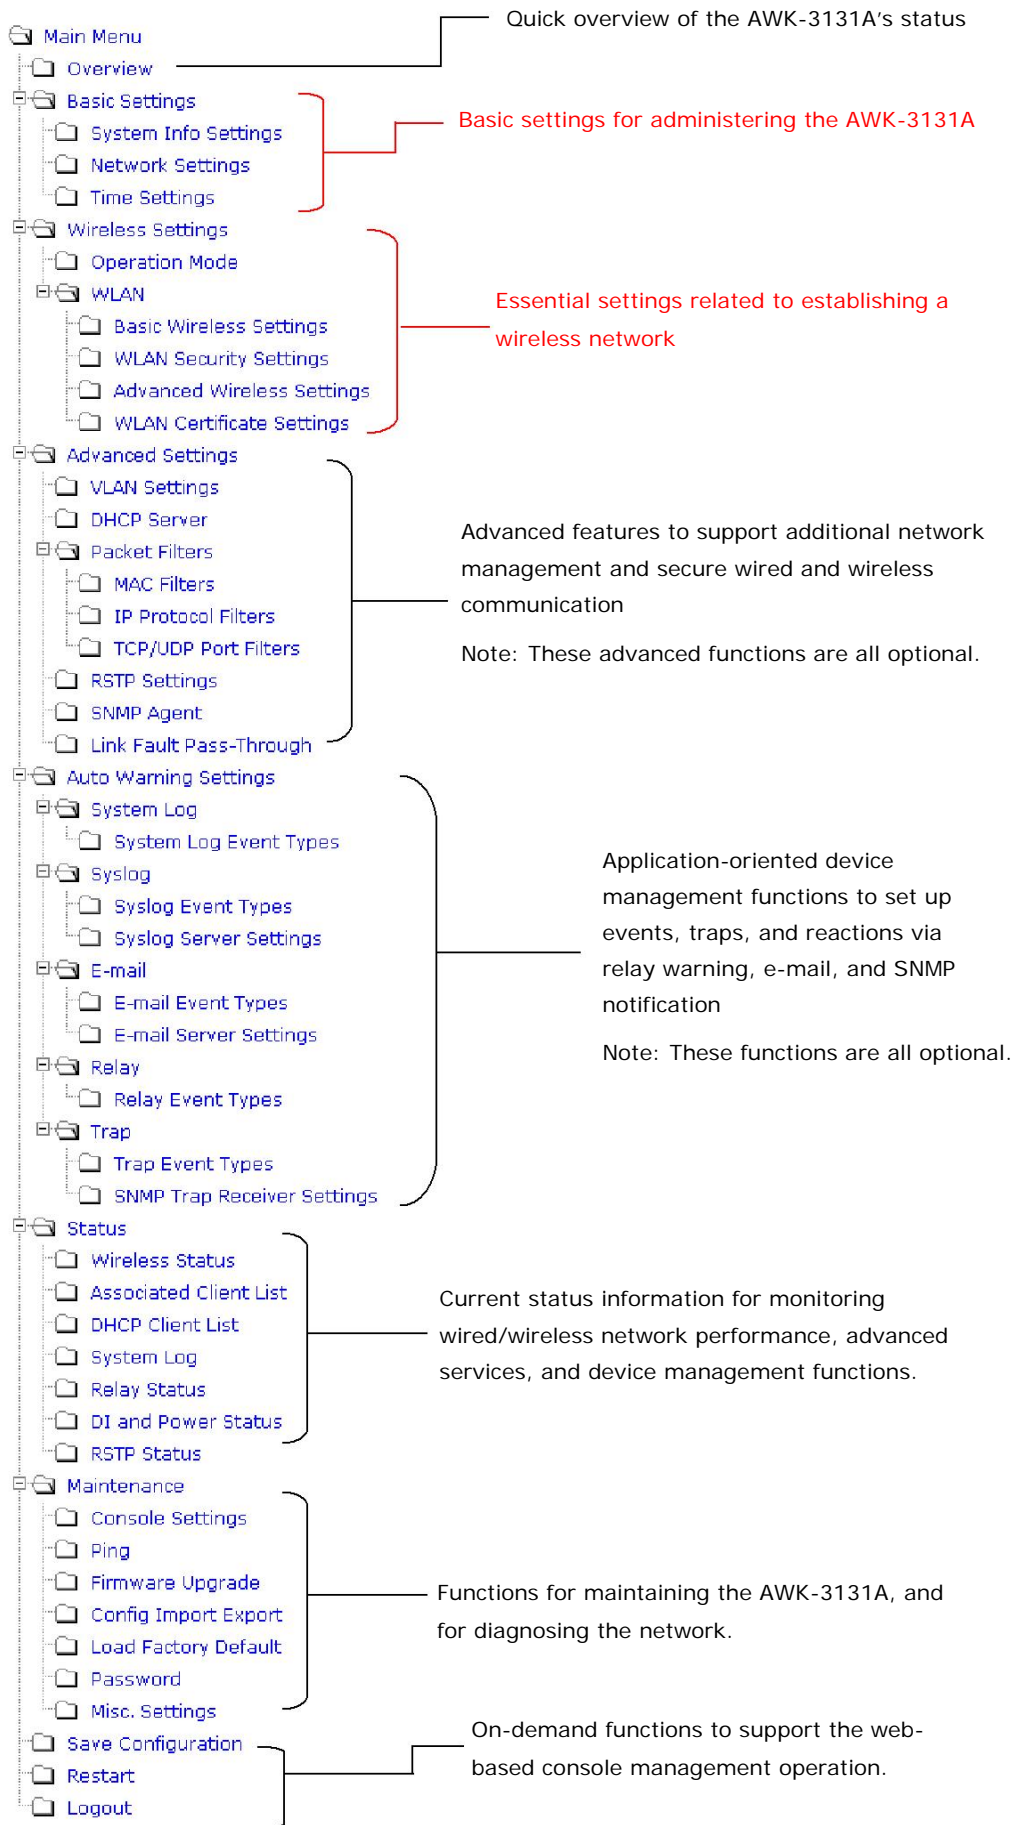 Quick overview of the AWK-3131A's status
Main Menu
Overview
Basic Settings
Basic settings for administering the AWK-3131A
System Info Settings
Network Settings
Time Settings
Wireless Settings
Operation Mode
WLAN
Essential settings related to establishing a
wireless network
Basic Wireless Settings
WLAN Security Settings
Advanced Wireless Settings
WLAN Certificate Settings
Advanced Settings
VLAN Settings
DHCP Server
Advanced features to support additional network
management and secure wired and wireless
communication
Note: These advanced functions are all optional.
Packet Filters
MAC Filters
IP Protocol Filters
TCP/UDP Port Filters
RSTP Settings
SNMP Agent
Link Fault Pass-Through
Auto Warning Settings
System Log
System Log Event Types
Syslog
Syslog Event Types
Syslog Server Settings
Application-oriented device
management functions to set up
events, traps, and reactions via
relay warning, e-mail, and SNMP
notification
Note: These functions are all optional.
E-mail
E-mail Event Types
E-mail Server Settings
Relay
Relay Event Types
Trap
Trap Event Types
SNMP Trap Receiver Settings
Status
Wireless Status
Associated Client List
DHCP Client List
System Log
Relay Status
DI and Power Status
RSTP Status
Current status information for monitoring
wired/wireless network performance, advanced
services, and device management functions.
Maintenance
Console Settings
Ping
Firmware Upgrade
Config Import Export
Load Factory Default
Password
Misc. Settings
Functions for maintaining the AWK-3131A, and
for diagnosing the network.
Save Configuration
Restart
Logout
On-demand functions to support the web-
based console management operation.